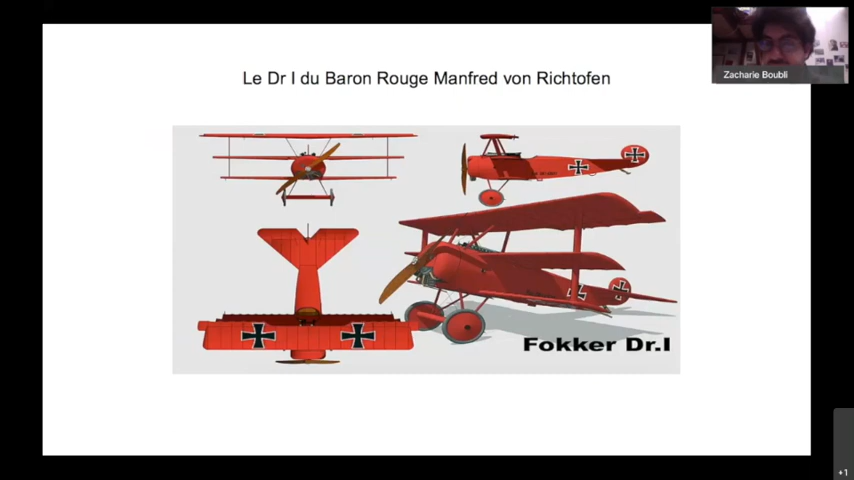 Le Dr I du Baron Rouge Manfred von Richtofen
Zacharie Boubli
Fokker Dr.I
+1